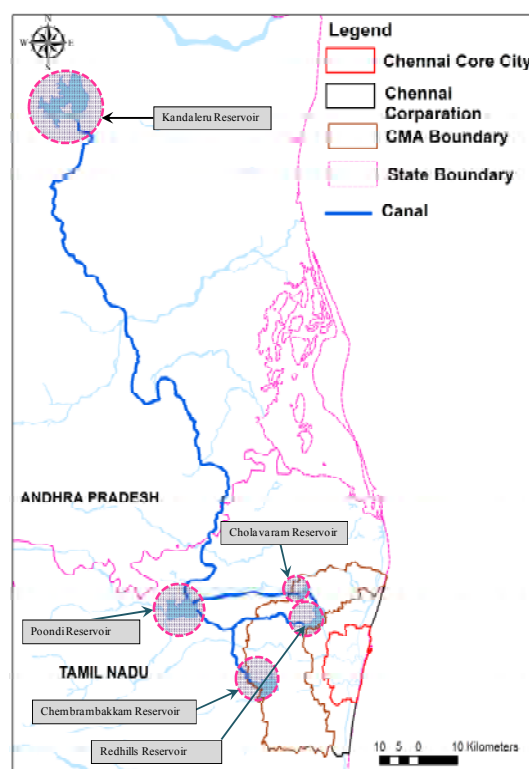 N
W
E
N
Legend
Chennai Core City
Chennai
Corparation
CMA Boundary
State Boundary
Canal
Kandaleru Reservoir
ANDHRA PRADESH
Cholavaram Reservoir
Poondi Reservoir
TAMIL NADU
Chembrambakkam Reservoir
Redhills Reservoir
10 5 0 10 Kilometers